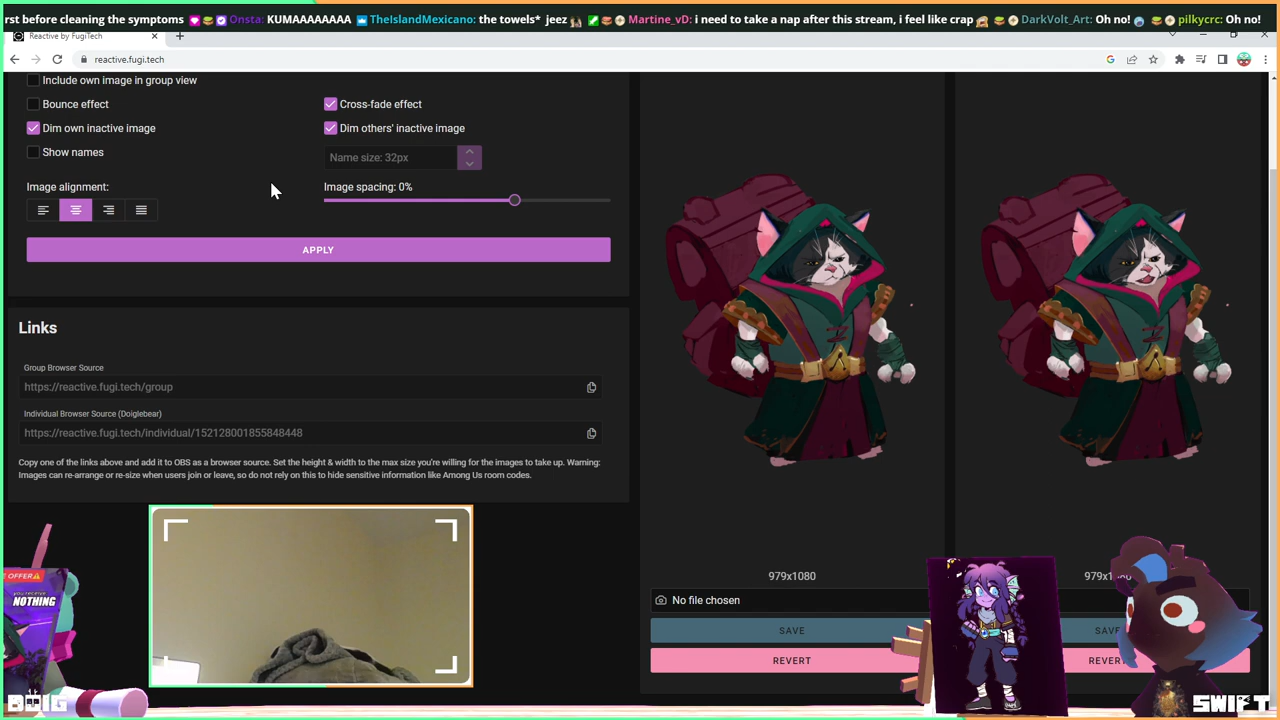 rst before cleaning the symptoms Onsta: KUMAAAAAAA TheIslandMexicano: the towels* jeez Martine_vD: i need to take a nap after this stream, i feel like crap DarkVolt_Art: Oh no! pilkycrc: Oh no!
Reactive by FugiTech
reactive.fugi.tech
Include own image in group view
Bounce effect
Cross-fade effect
Dim own inactive image
Dim others' inactive image
Show names
Name size: 32px
Image alignment:
Image spacing: 0%
APPLY
Links
Group Browser Source
https://reactive.fugi.tech/group
Individual Browser Source (Doiglebear)
https://reactive.fugi.tech/individual/152128001855848448
Copy one of the links above and add it to OBS as a browser source. Set the height & width to the max size you're willing for the images to take up. Warning:
Images can re-arrange or re-size when users join or leave, so do not rely on this to hide sensitive information like Among Us room codes.
979x1080
No file chosen
SAVE
REVERT
979x1080
SAVE
REVERT
OFFER
YOU RECEIVE
NOTHING
DOIG
SWIFT